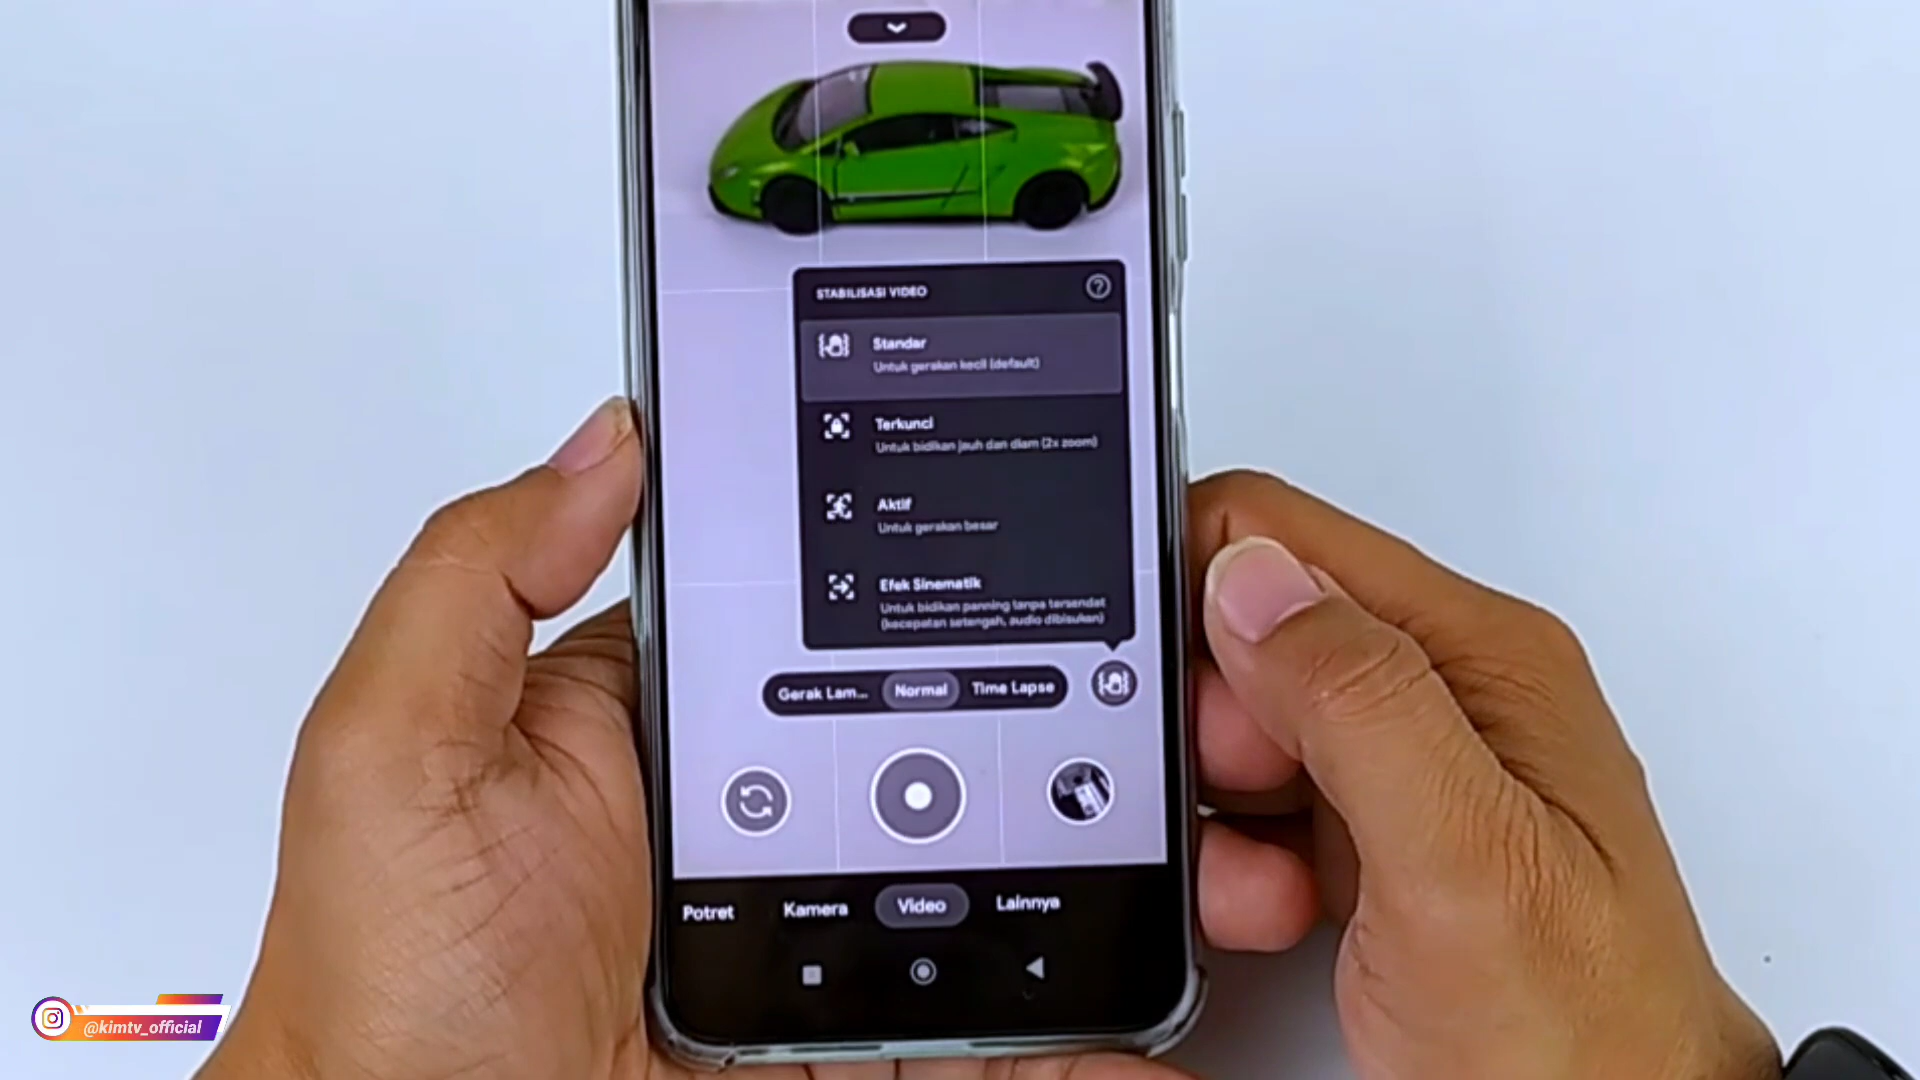 STABILISASI VIDEO
Standar
Untuk gerakan kecil (default)
Terkunci
Untuk bidikan jauh dan diam (2x zoom)
Aktif
Untuk gerakan besar
Efek Sinematik
Untuk bidikan panning tanpa tersendat
(kecepatan setengah, audio dibisukan)
Gerak Lam... Normal Time Lapse
Potret Kamera Video Lainnya
@kimtv_official